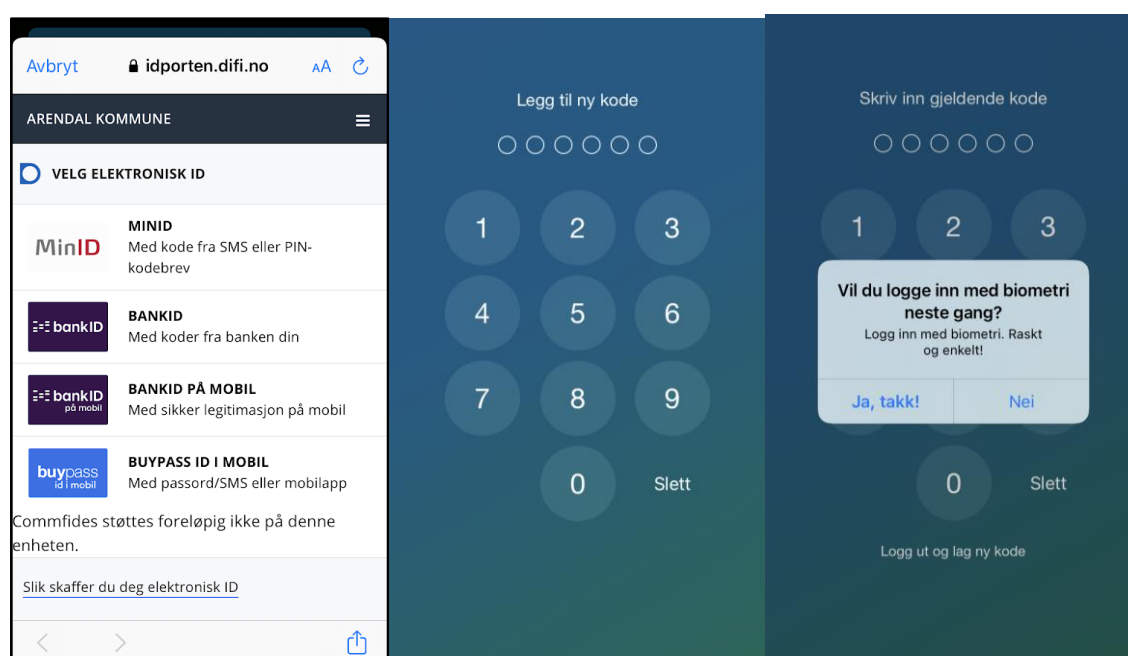 Avbryt
idporten.difi.no
AA
ARENDAL KOMMUNE
VELG ELEKTRONISK ID
MinID
MINID
Med kode fra SMS eller PIN-
kodebrev
bankID
BANKID
Med koder fra banken din
bankID
på mobil
BANKID PÅ MOBIL
Med sikker legitimasjon på mobil
buypass
id i mobil
BUYPASS ID I MOBIL
Med passord/SMS eller mobilapp
Commfides støttes foreløpig ikke på denne
enheten.
Slik skaffer du deg elektronisk ID
Legg til ny kode
1 2 3
4 5 6
7 8 9
0 Slett
Skriv inn gjeldende kode
1 2 3
Vil du logge inn med biometri
neste gang?
Logg inn med biometri. Raskt
og enkelt!
Ja, takk! Nei
0 Slett
Logg ut og lag ny kode